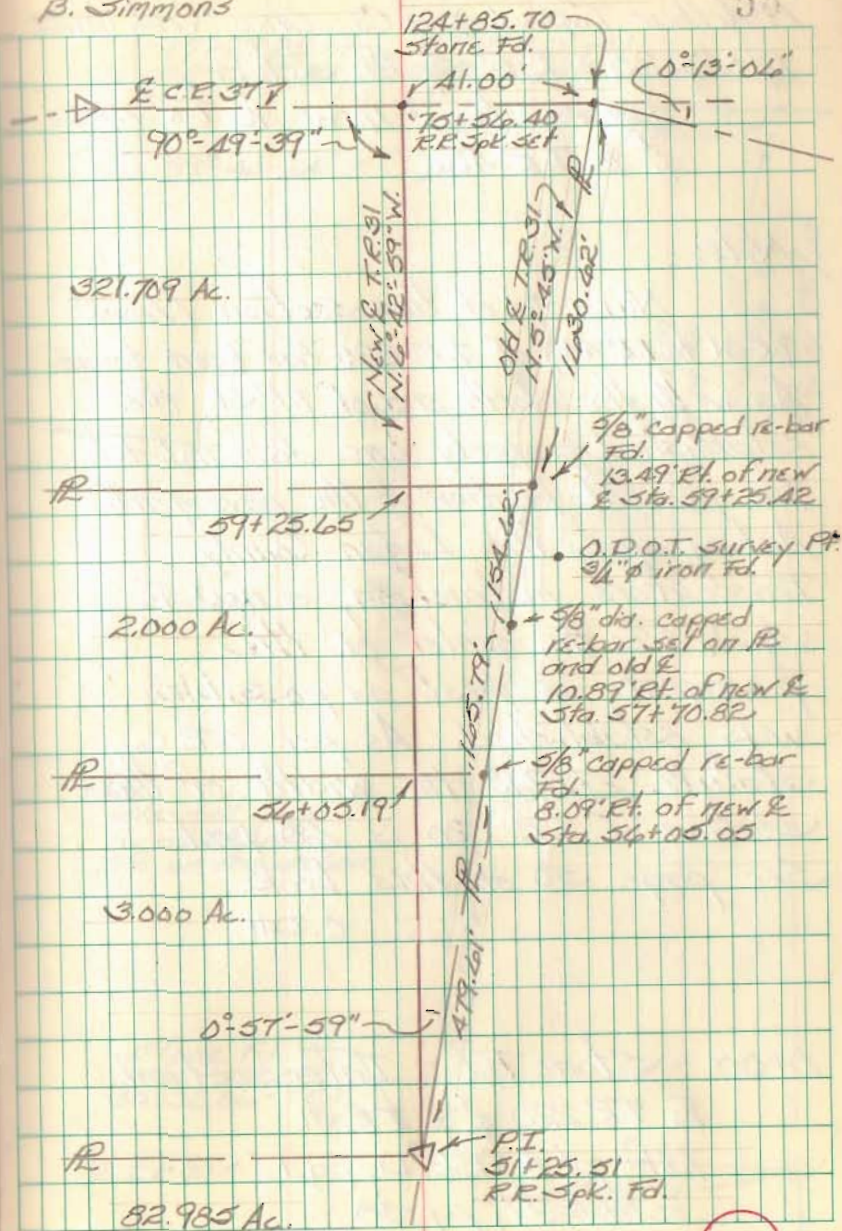 B. Simmons
124+85.70
Stone Fd.
0°-13'-06"
℄ C.R. 377
41.00'
75+56.40
R.R. Spk. set
90°-49'-39"
New ℄ T.R. 31
N. 6°-42'-59" W.
Old ℄ T.R. 31
N. 5°-45' W.
1630.62'
℄
321.709 Ac.
5/8" capped re-bar
Fd.
13.49' Rt. of new
℄ Sta. 59+25.42
℄
59+25.65
154.62'
O.D.O.T. survey Pt.
3/4" ⌀ iron Fd.
2.000 Ac.
5/8" dia. capped
re-bar set on ℄
and old ℄
10.89' Rt. of new ℄
Sta. 57+70.82
165.79'
℄
5/8" capped re-bar
Fd.
8.09' Rt. of new ℄
Sta. 56+05.05
56+05.19
℄
3.000 Ac.
479.61'
0°-57'-59"
℄
P.I.
51+25.51
R.R. Spk. Fd.
82.985 Ac.